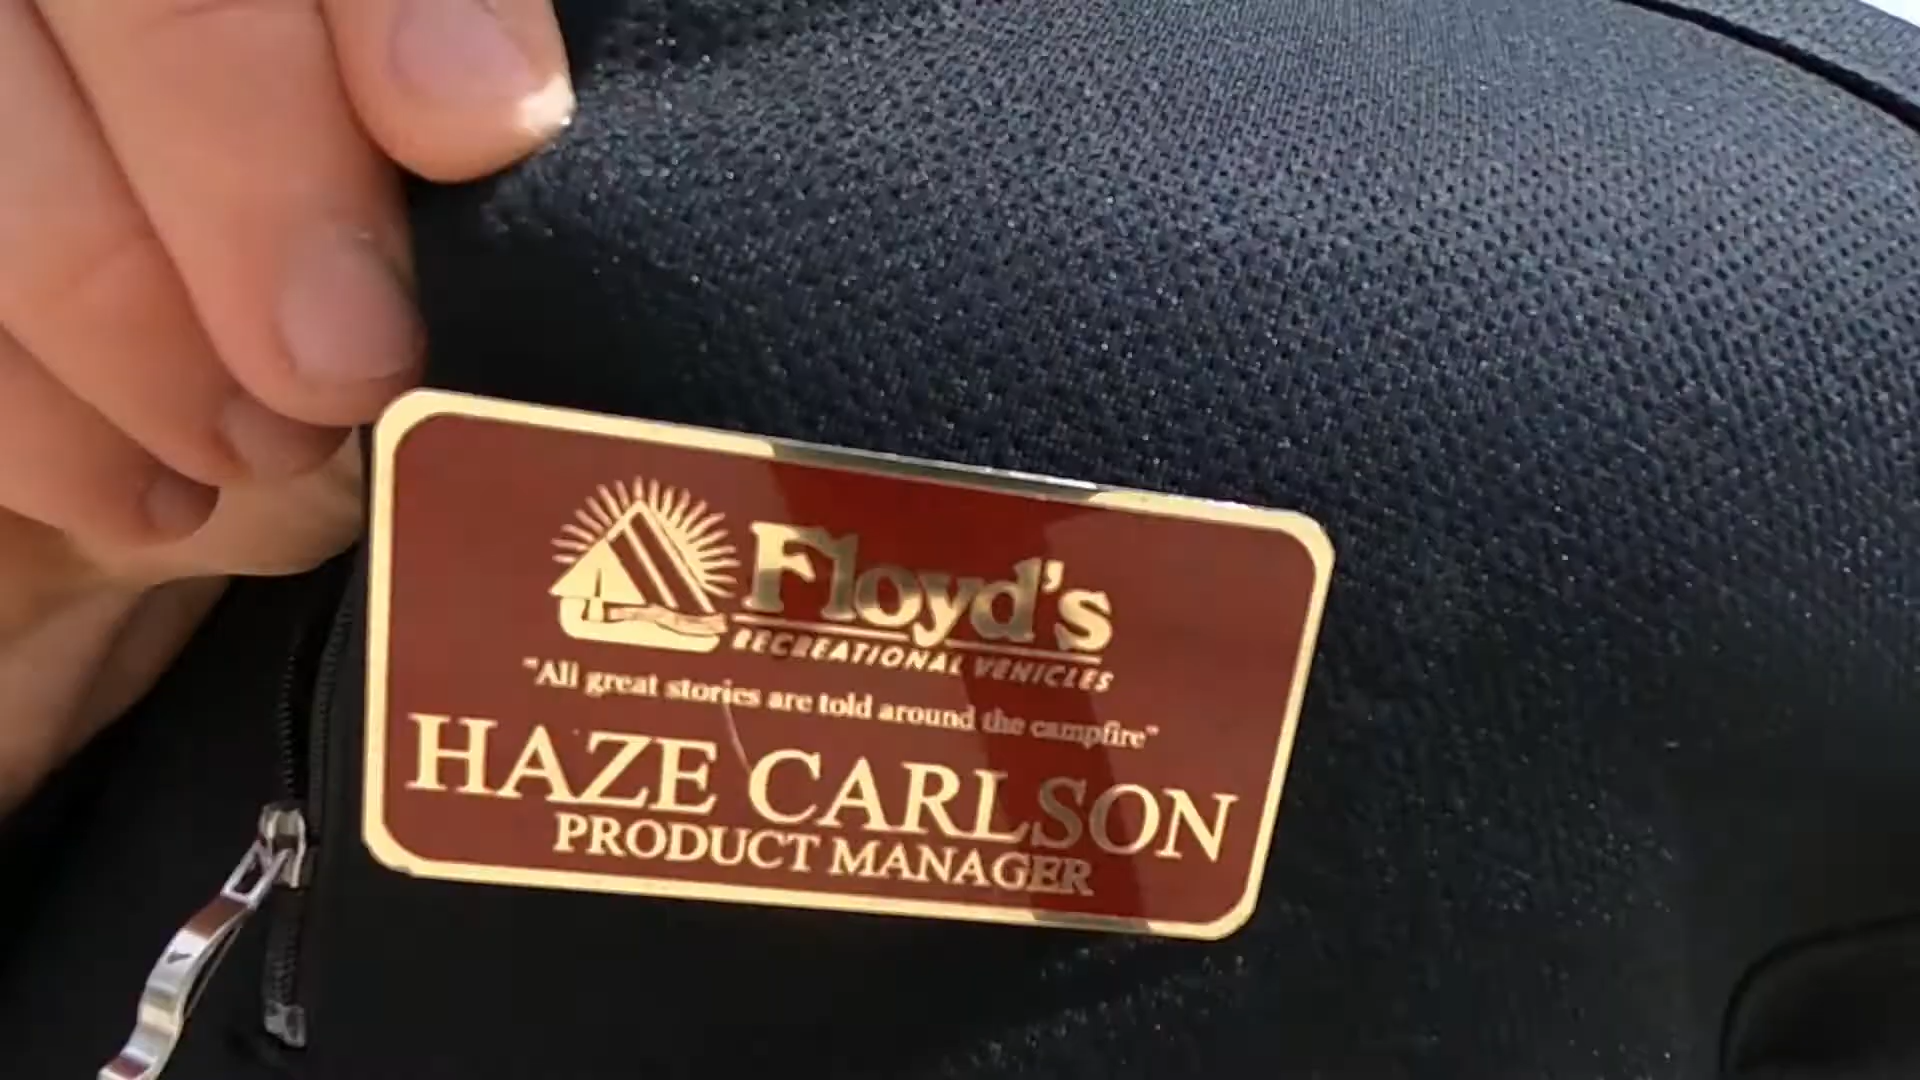 Floyd's
RECREATIONAL VEHICLES
"All great stories are told around the campfire"
HAZE CARLSON
PRODUCT MANAGER